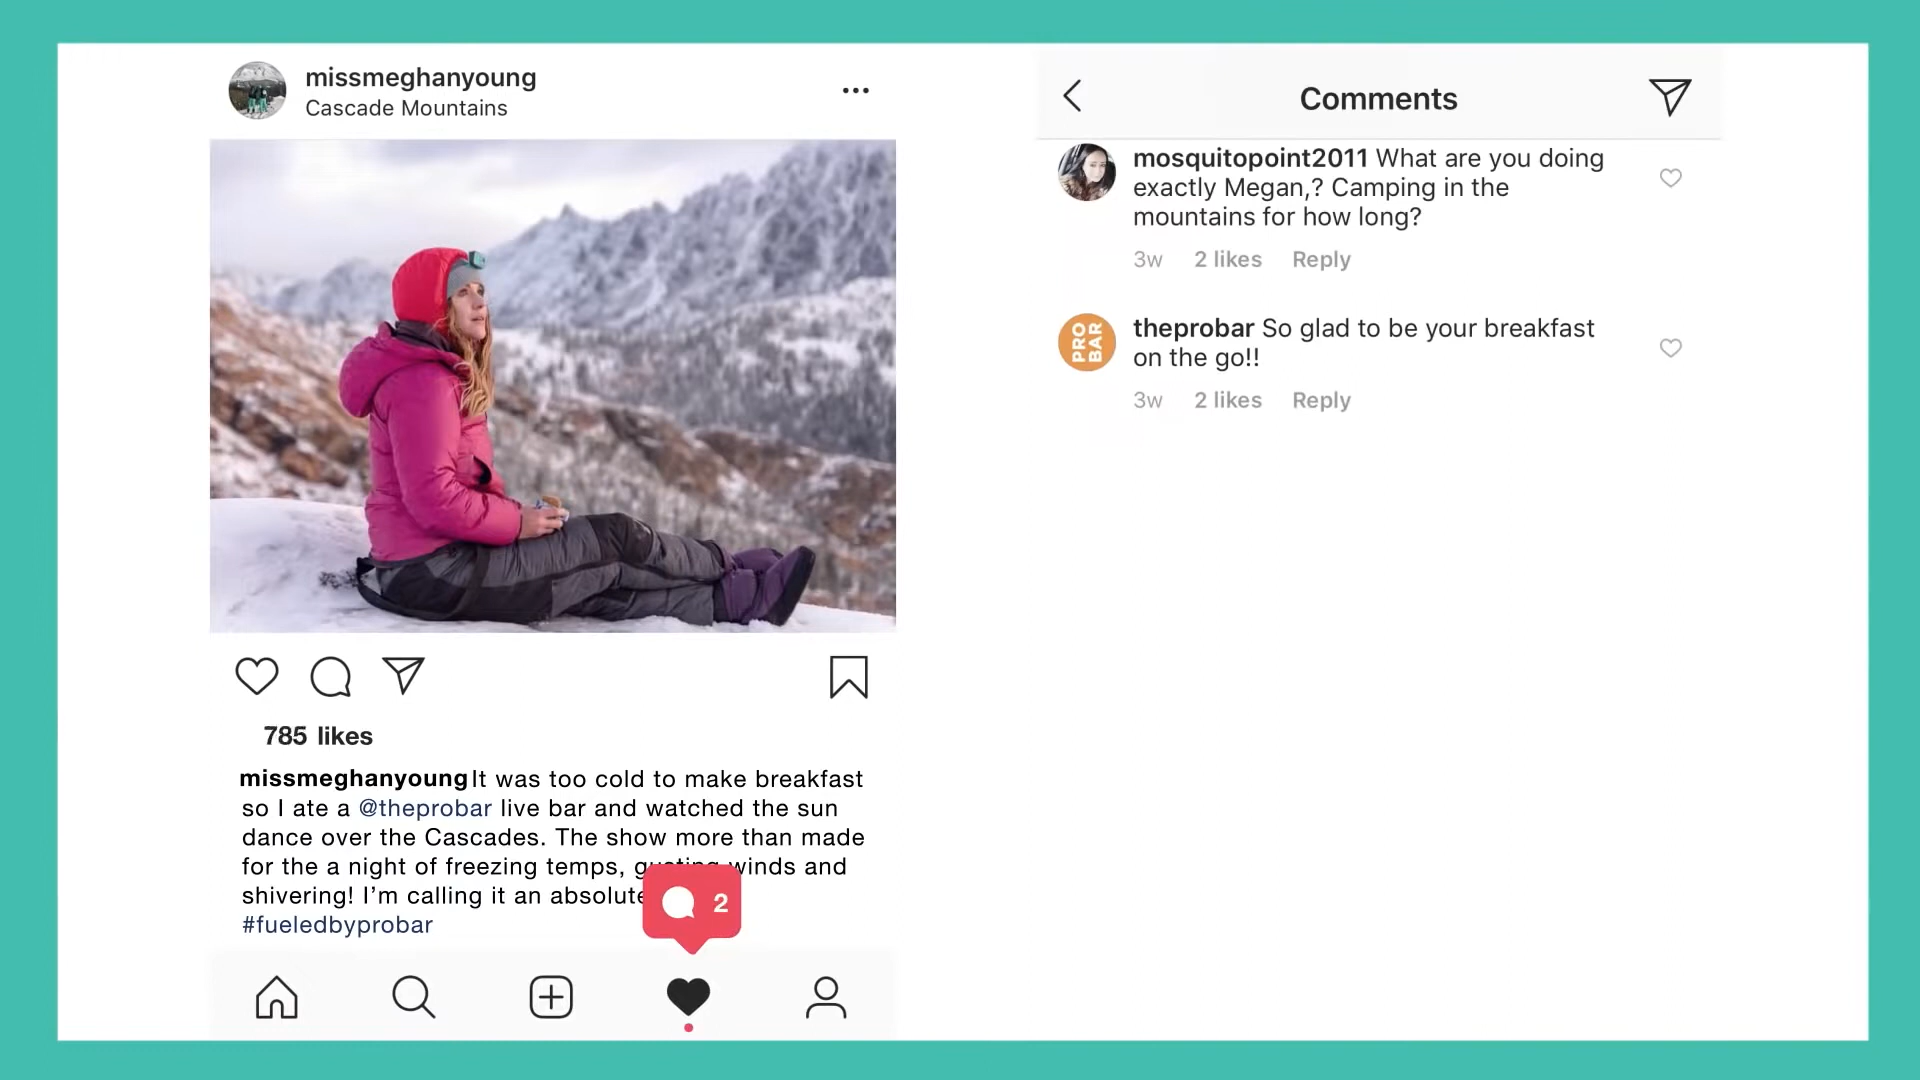 missmeghanyoung
Cascade Mountains
785 likes
missmeghanyoung It was too cold to make breakfast
so I ate a @theprobar live bar and watched the sun
dance over the Cascades. The show more than made
for the a night of freezing temps, gusting winds and
shivering! I’m calling it an absolute
#fueledbyprobar
2
Comments
mosquitopoint2011 What are you doing
exactly Megan,? Camping in the
mountains for how long?
3w 2 likes Reply
PRO
BAR
theprobar So glad to be your breakfast
on the go!!
3w 2 likes Reply